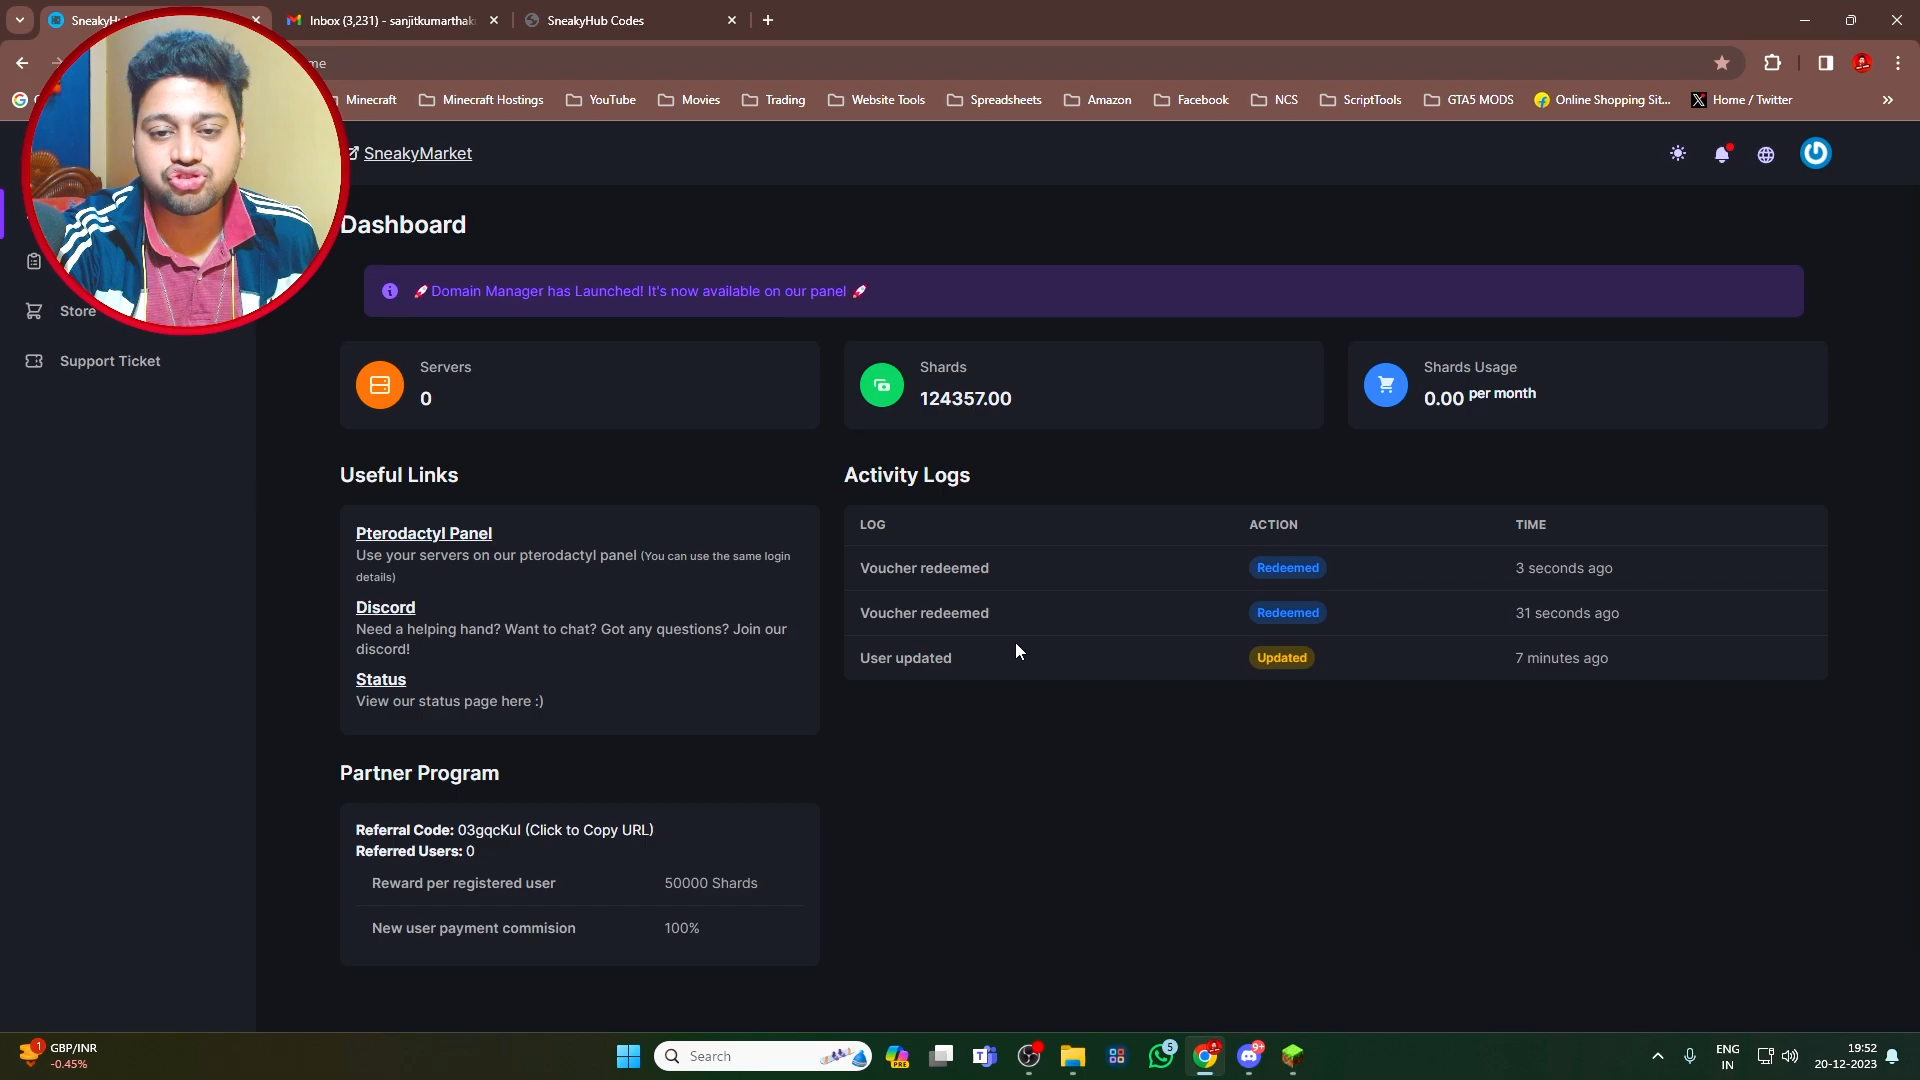 SneakyH
Inbox (3,231) - sanjitkumarthak
SneakyHub Codes
me
Minecraft
Minecraft Hostings
YouTube
Movies
Trading
Website Tools
Spreadsheets
Amazon
Facebook
NCS
ScriptTools
GTA5 MODS
Online Shopping Sit...
Home / Twitter
SneakyMarket
Dashboard
Store
Support Ticket
🚀Domain Manager has Launched! It's now available on our panel 🚀
Servers
0
Shards
124357.00
Shards Usage
0.00 per month
Useful Links
Pterodactyl Panel
Use your servers on our pterodactyl panel (You can use the same login
details)
Discord
Need a helping hand? Want to chat? Got any questions? Join our
discord!
Status
View our status page here :)
Activity Logs
LOG ACTION TIME
Voucher redeemed Redeemed 3 seconds ago
Voucher redeemed Redeemed 31 seconds ago
User updated Updated 7 minutes ago
Partner Program
Referral Code: 03gqcKuI (Click to Copy URL)
Referred Users: 0
Reward per registered user 50000 Shards
New user payment commision 100%
1
GBP/INR
-0.45%
Search
PRE
5
9+
ENG
IN
19:52
20-12-2023